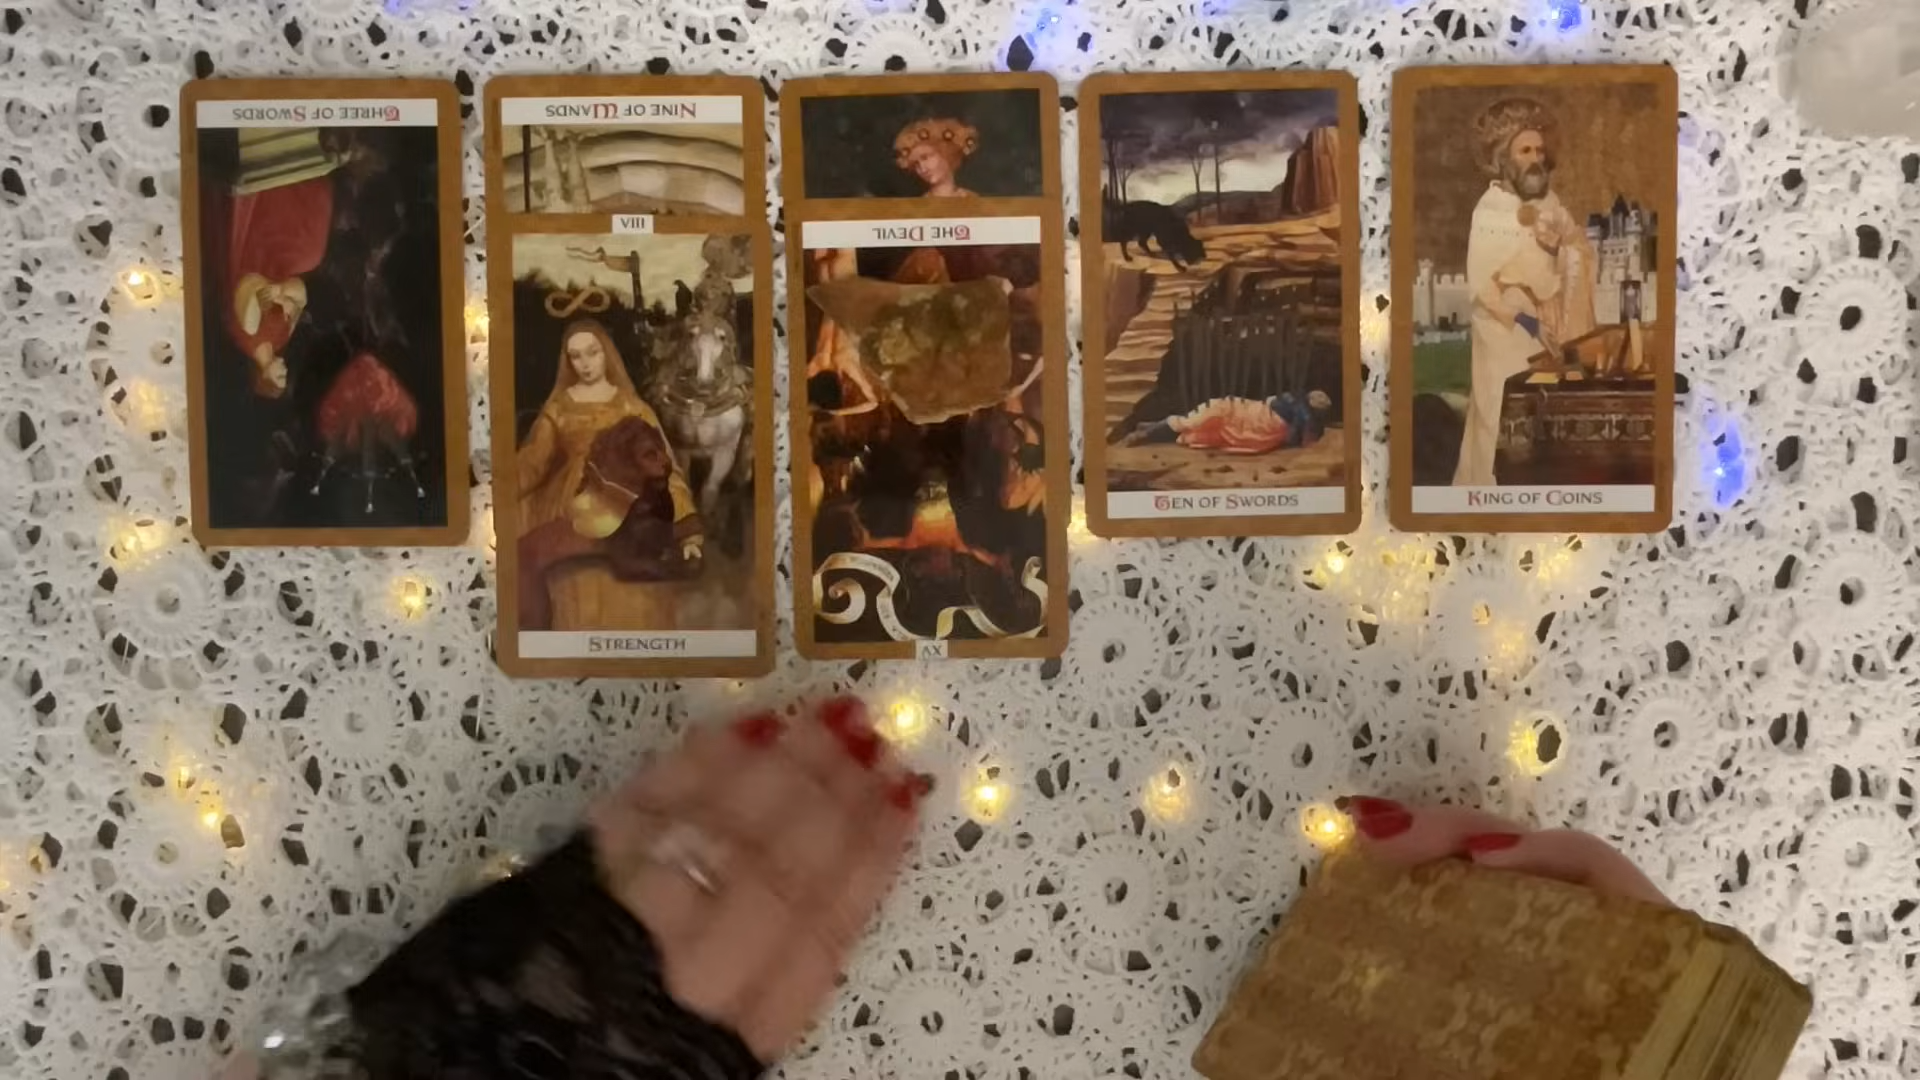 THREE OF SWORDS
NINE OF WANDS
VIII
STRENGTH
THE DEVIL
XV
TEN OF SWORDS
KING OF COINS